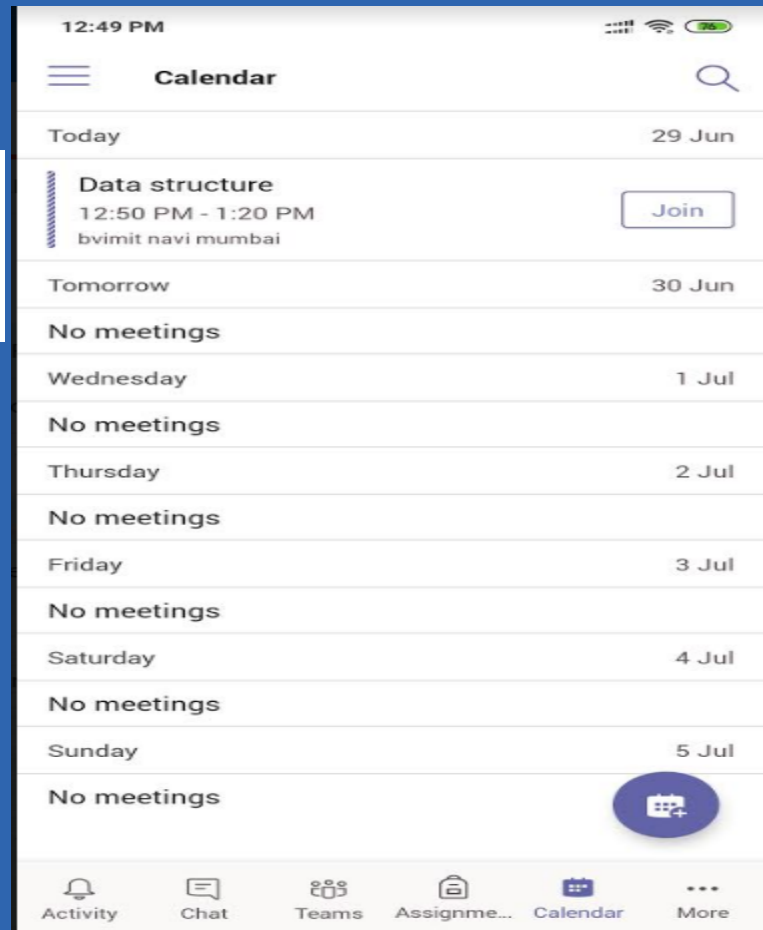 12:49 PM 76
Calendar
Today 29 Jun
Data structure
12:50 PM - 1:20 PM
bvimit navi mumbai
Join
Tomorrow 30 Jun
No meetings
Wednesday 1 Jul
No meetings
Thursday 2 Jul
No meetings
Friday 3 Jul
No meetings
Saturday 4 Jul
No meetings
Sunday 5 Jul
No meetings
Activity Chat Teams Assignme... Calendar More